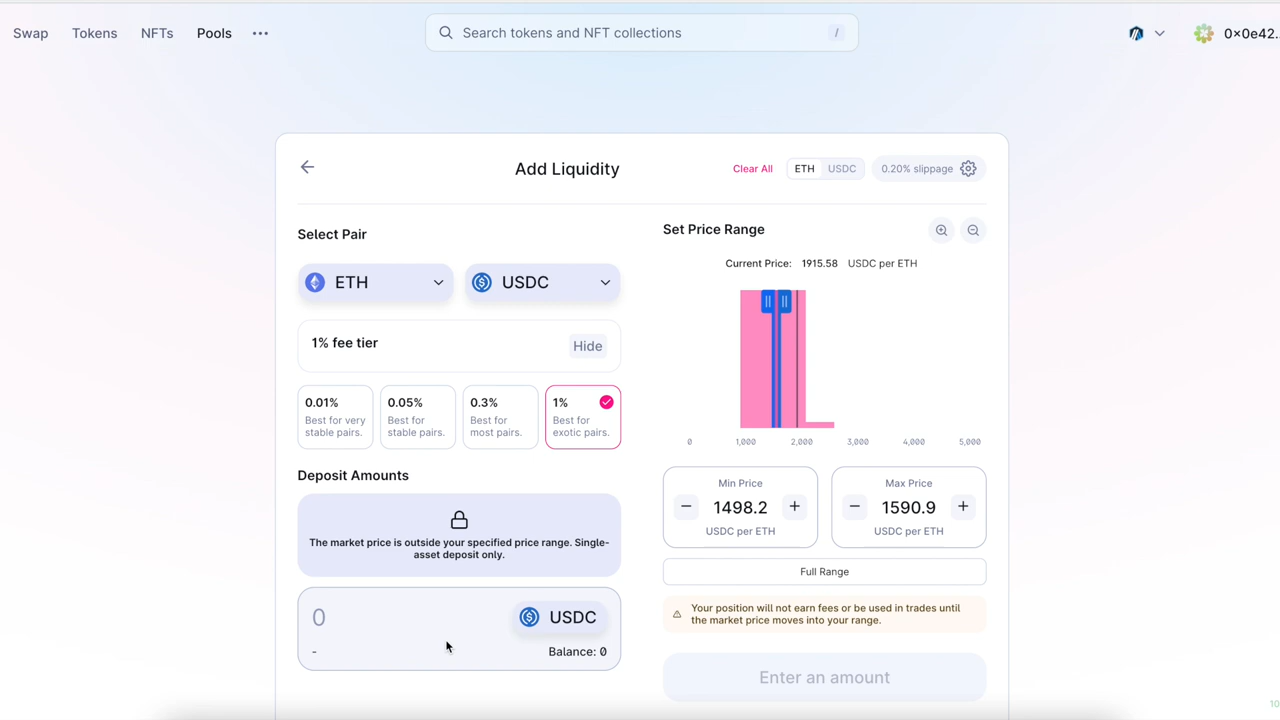 Swap Tokens NFTs Pools
Search tokens and NFT collections /
0×0e42.
Add Liquidity
Clear All ETH USDC 0.20% slippage
Select Pair
ETH USDC
1% fee tier Hide
0.01%
Best for very
stable pairs.
0.05%
Best for
stable pairs.
0.3%
Best for
most pairs.
1%
Best for
exotic pairs.
Deposit Amounts
The market price is outside your specified price range. Single-
asset deposit only.
0 USDC
- Balance: 0
Set Price Range
Current Price: 1915.58 USDC per ETH
0 1,000 2,000 3,000 4,000 5,000
Min Price
− 1498.2 +
USDC per ETH
Max Price
− 1590.9 +
USDC per ETH
Full Range
Your position will not earn fees or be used in trades until
the market price moves into your range.
Enter an amount
10